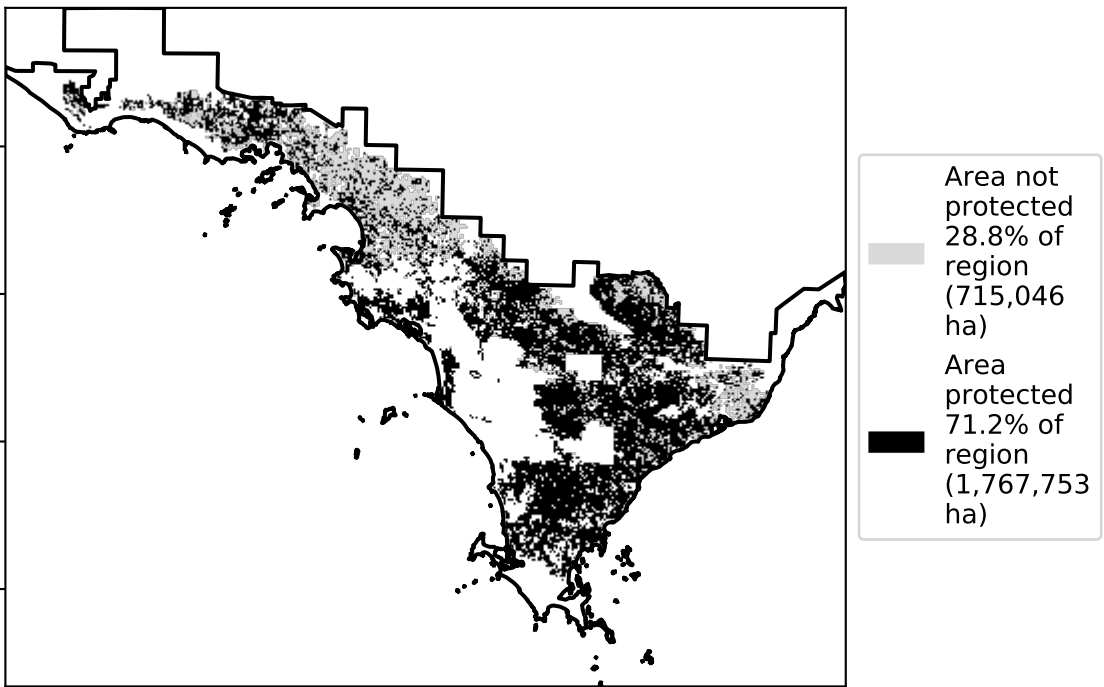 Area not
protected
28.8% of
region
(715,046
ha)
Area
protected
71.2% of
region
(1,767,753
ha)